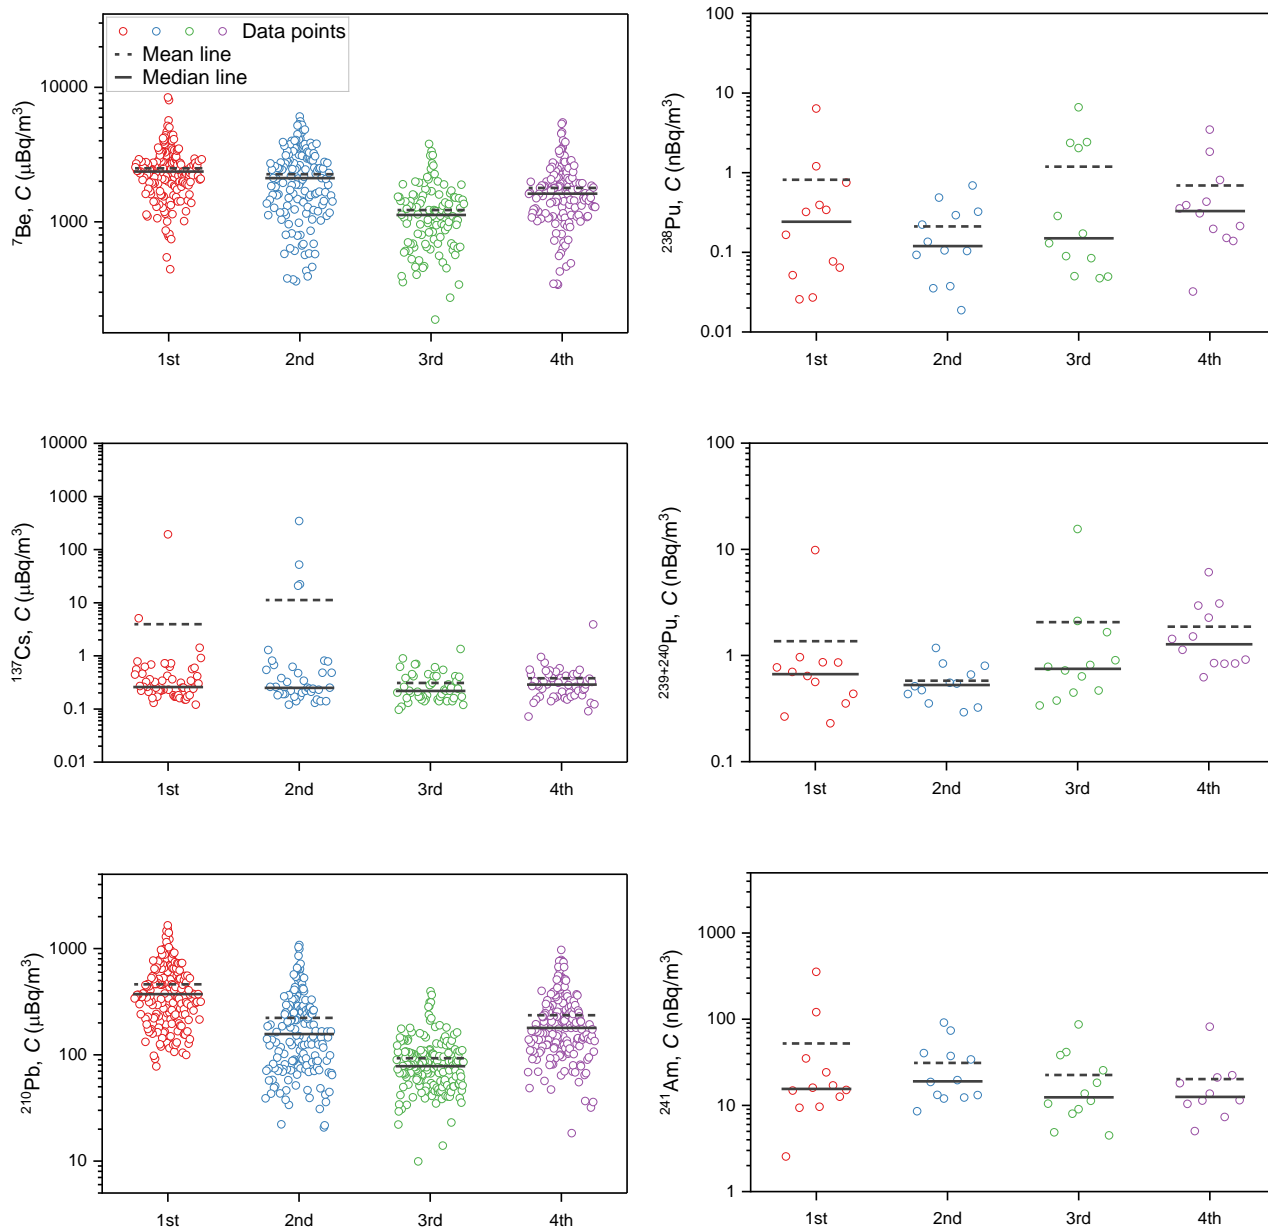 Data points
Mean line
Median line
⁷Be, C (μBq/m³)
10000
1000
1st 2nd 3rd 4th
²³⁸Pu, C (nBq/m³)
100
10
1
0.1
0.01
1st 2nd 3rd 4th
¹³⁷Cs, C (μBq/m³)
10000
1000
100
10
1
0.1
0.01
1st 2nd 3rd 4th
²³⁹⁺²⁴⁰Pu, C (nBq/m³)
100
10
1
0.1
1st 2nd 3rd 4th
²¹⁰Pb, C (μBq/m³)
1000
100
10
1st 2nd 3rd 4th
²⁴¹Am, C (nBq/m³)
1000
100
10
1
1st 2nd 3rd 4th